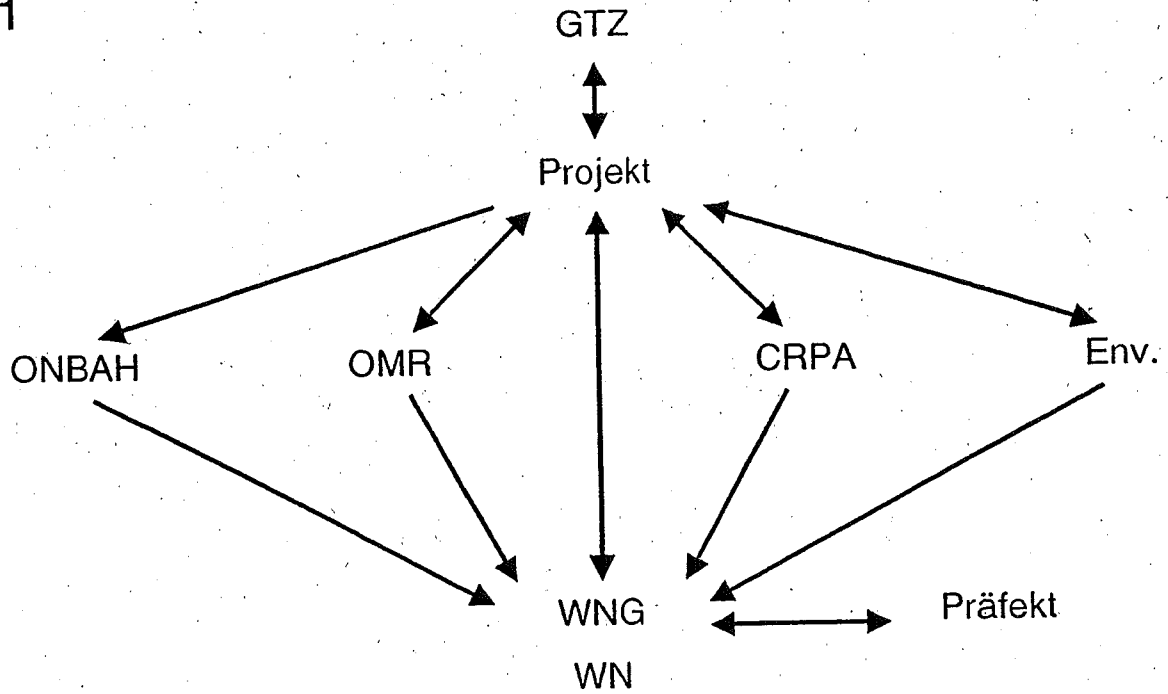 1
GTZ
Projekt
ONBAH
OMR
CRPA
Env.
WNG
Präfekt
WN